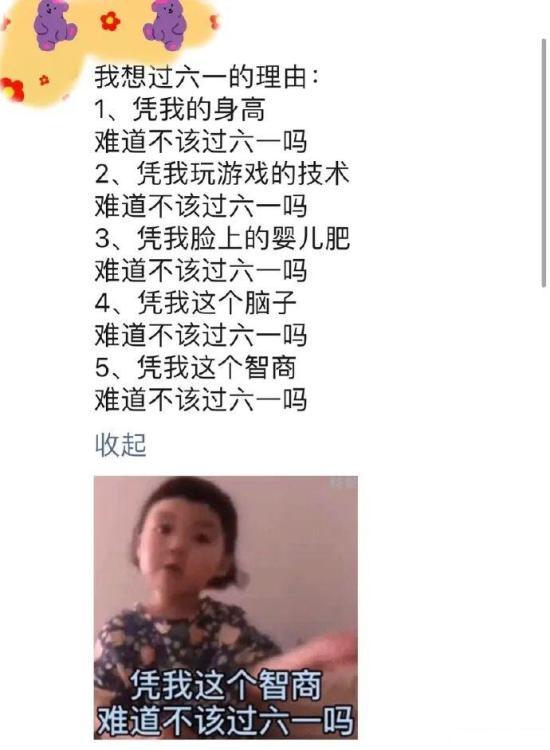 我想过六一的理由：
1、凭我的身高
难道不该过六一吗
2、凭我玩游戏的技术
难道不该过六一吗
3、凭我脸上的婴儿肥
难道不该过六一吗
4、凭我这个脑子
难道不该过六一吗
5、凭我这个智商
难道不该过六一吗
收起
凭我这个智商
难道不该过六一吗